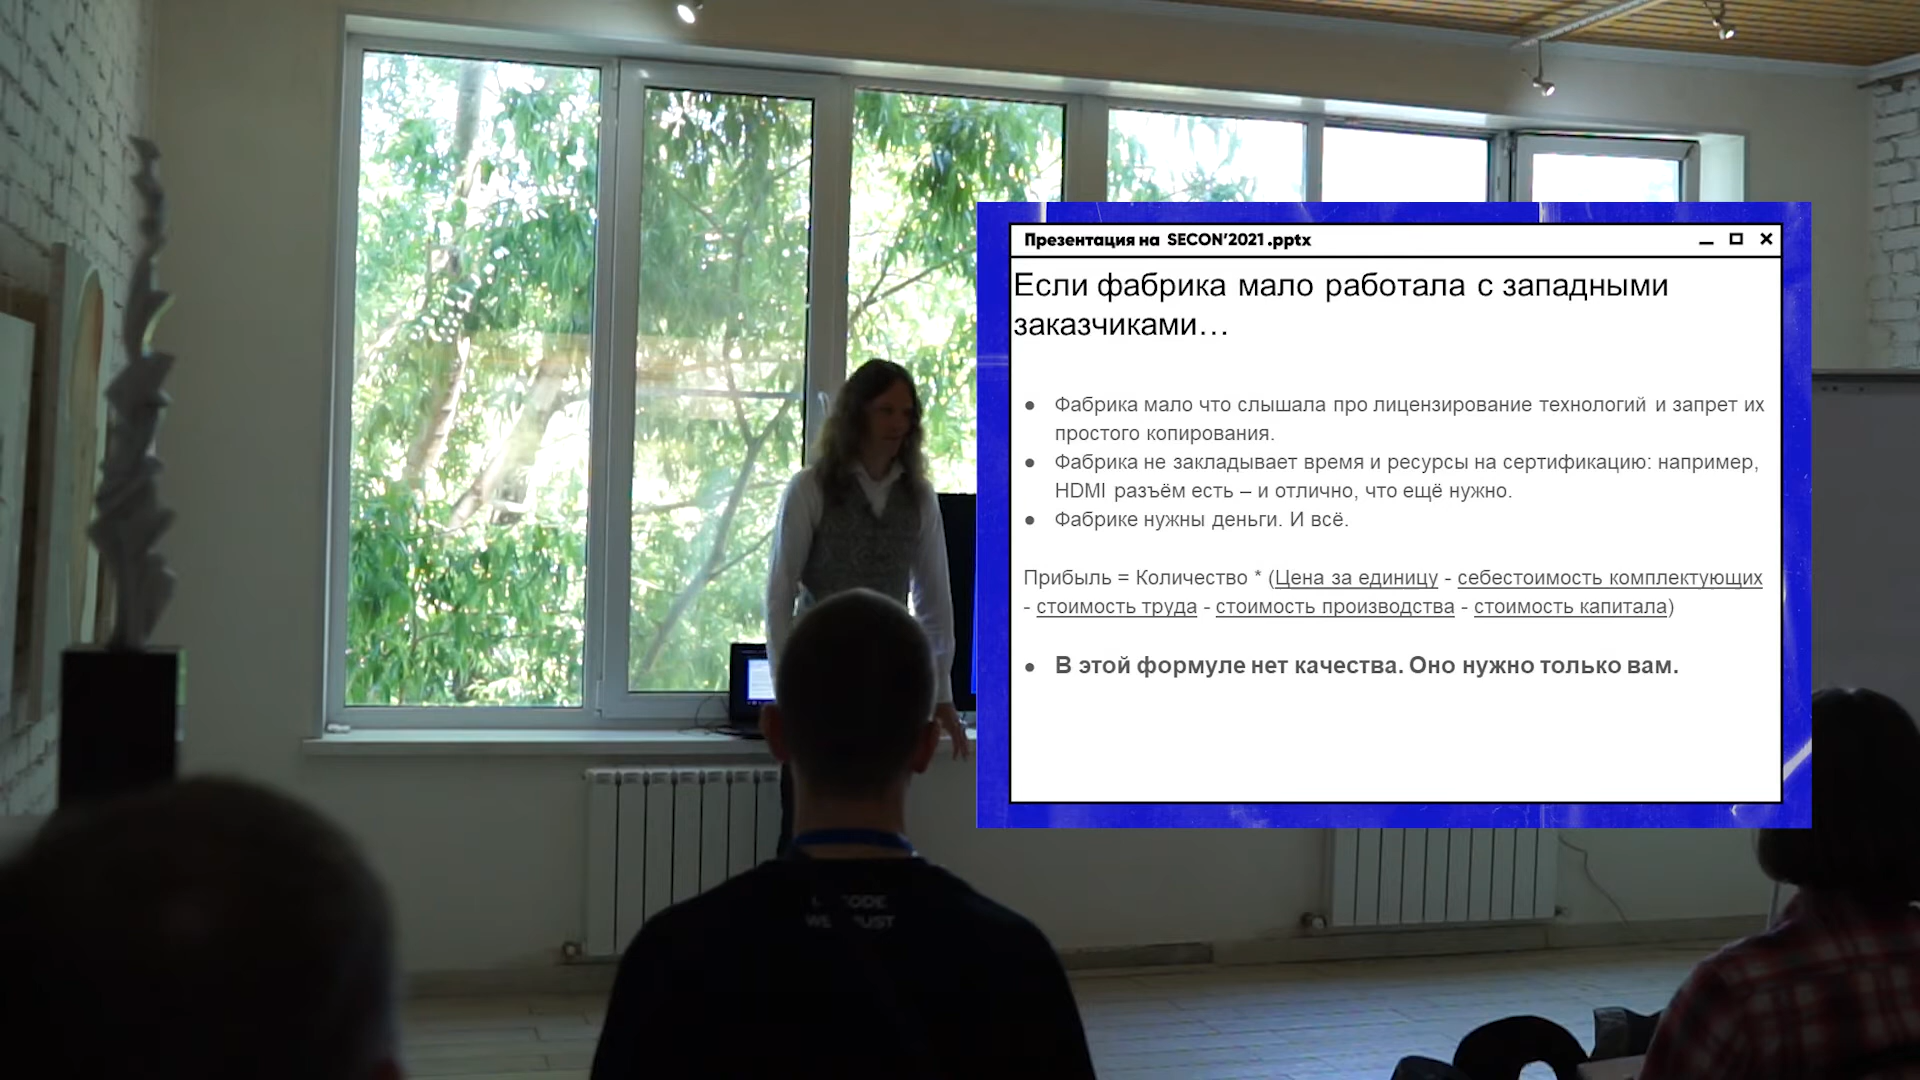 Презентация на SECON'2021.pptx
Если фабрика мало работала с западными
заказчиками…
● Фабрика мало что слышала про лицензирование технологий и запрет их
простого копирования.
● Фабрика не закладывает время и ресурсы на сертификацию: например,
HDMI разъём есть – и отлично, что ещё нужно.
● Фабрике нужны деньги. И всё.
Прибыль = Количество * (Цена за единицу - себестоимость комплектующих
- стоимость труда - стоимость производства - стоимость капитала)
● В этой формуле нет качества. Оно нужно только вам.
WE